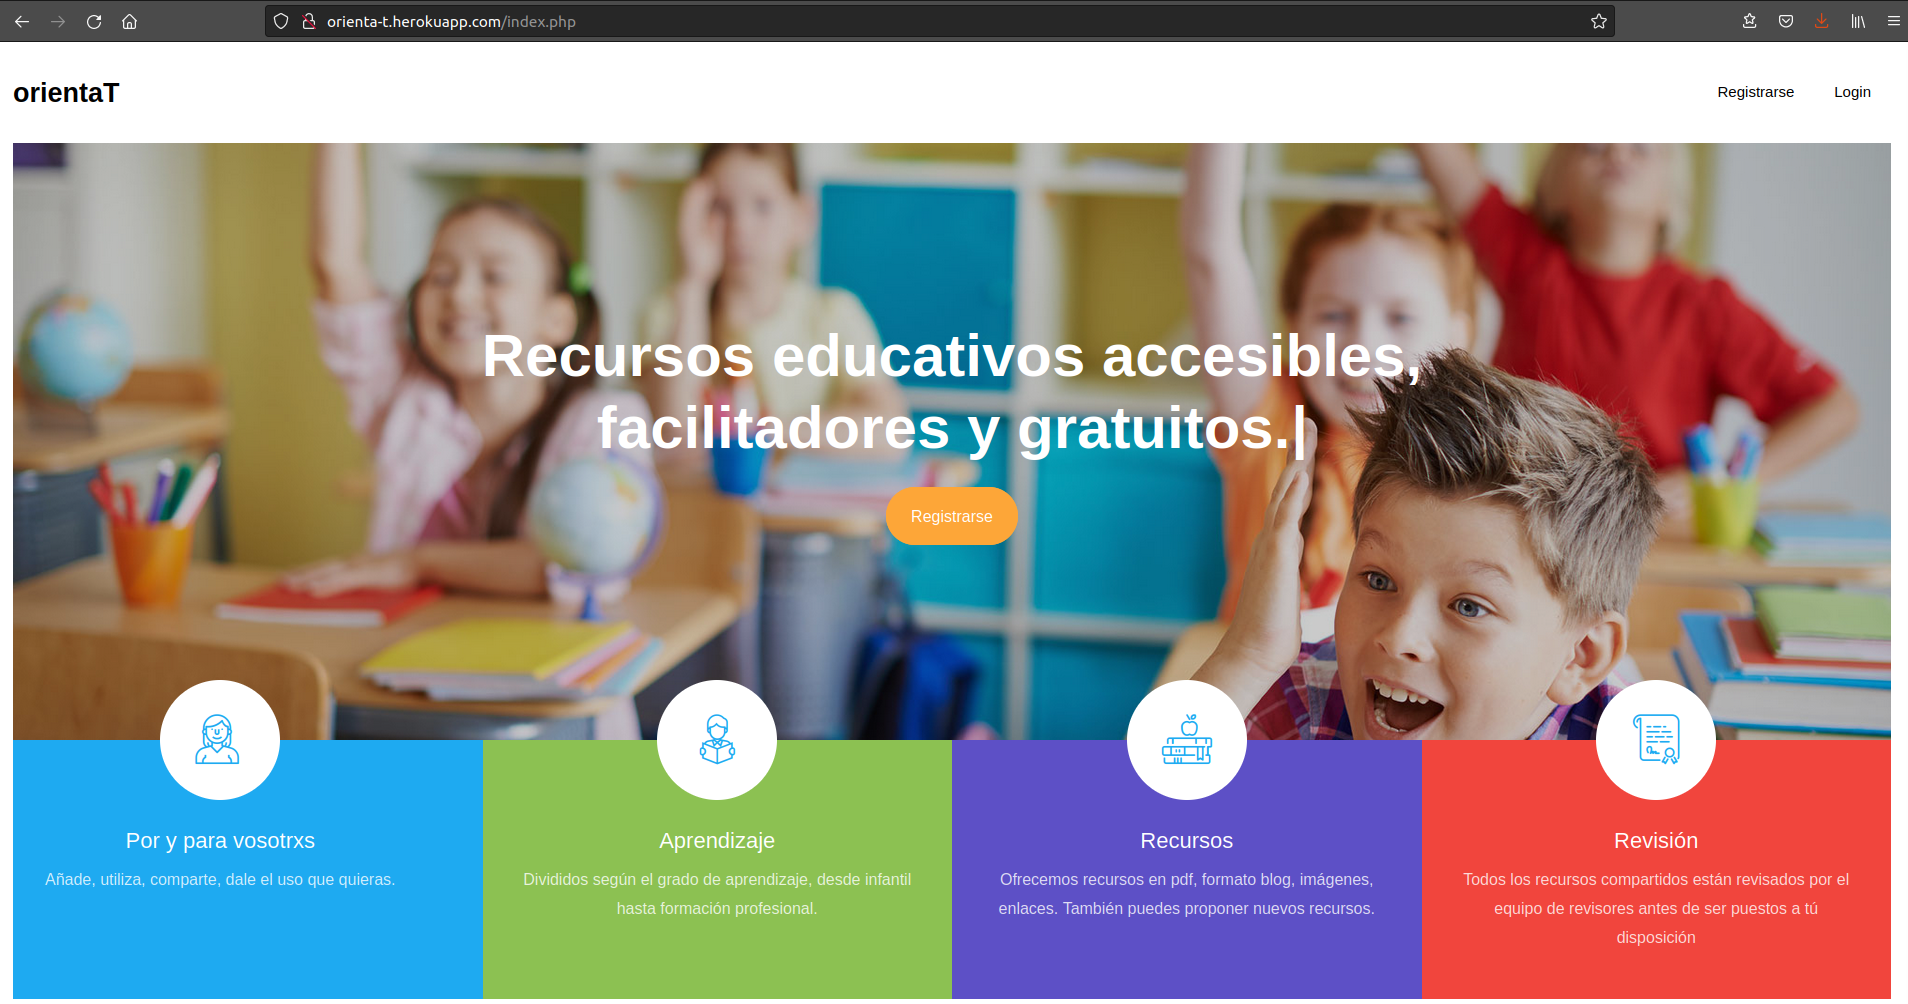 orienta-t.herokuapp.com/index.php
orientaT
Registrarse
Login
Recursos educativos accesibles,
facilitadores y gratuitos.|
Registrarse
Por y para vosotrxs
Añade, utiliza, comparte, dale el uso que quieras.
Aprendizaje
Divididos según el grado de aprendizaje, desde infantil
hasta formación profesional.
Recursos
Ofrecemos recursos en pdf, formato blog, imágenes,
enlaces. También puedes proponer nuevos recursos.
Revisión
Todos los recursos compartidos están revisados por el
equipo de revisores antes de ser puestos a tú
disposición